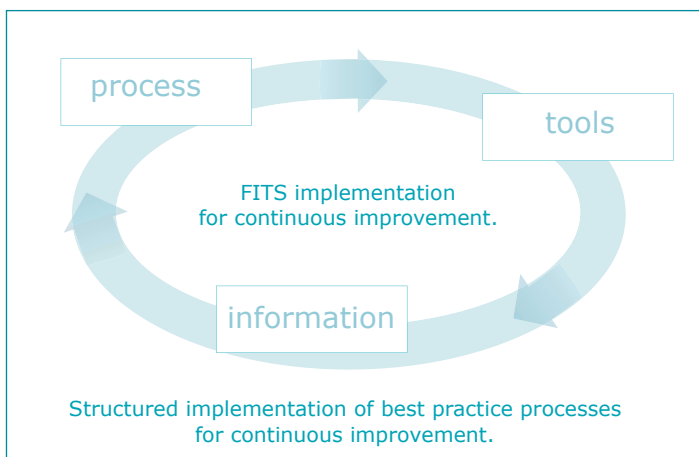 process
tools
FITS implementation
for continuous improvement.
information
Structured implementation of best practice processes
for continuous improvement.